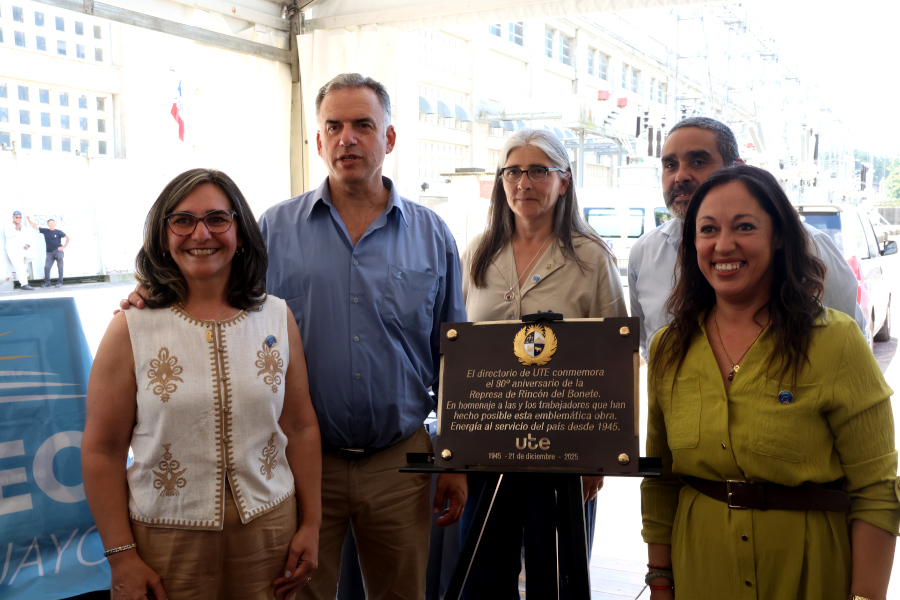 El directorio de UTE conmemora
el 80º aniversario de la
Represa de Rincón del Bonete.
En homenaje a las y los trabajadores que han
hecho posible esta emblemática obra.
Energía al servicio del país desde 1945.
ute
1945 - 21 de diciembre - 2025
EO
UAYO